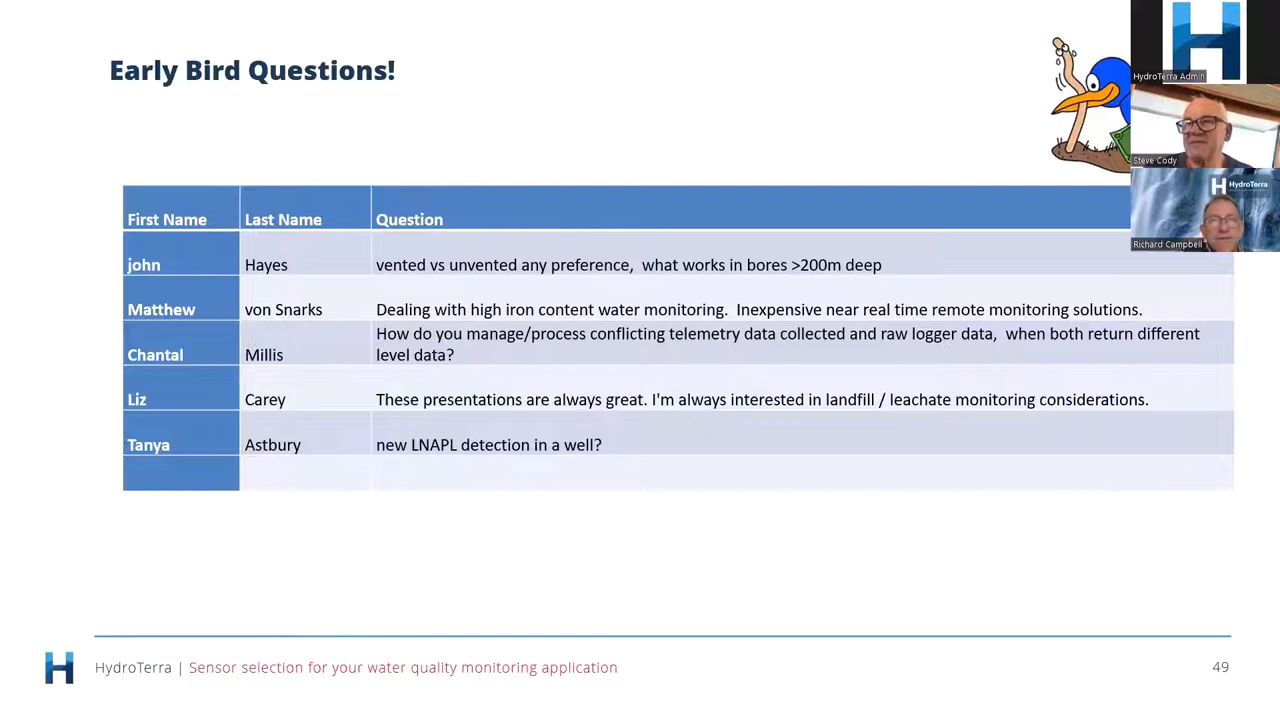 Early Bird Questions!
HydroTerra Admin
Steve Cody
HydroTerra
Richard Campbell
First Name Last Name Question
john Hayes vented vs unvented any preference, what works in bores >200m deep
Matthew von Snarks Dealing with high iron content water monitoring. Inexpensive near real time remote monitoring solutions.
Chantal Millis How do you manage/process conflicting telemetry data collected and raw logger data, when both return different
level data?
Liz Carey These presentations are always great. I'm always interested in landfill / leachate monitoring considerations.
Tanya Astbury new LNAPL detection in a well?
HydroTerra | Sensor selection for your water quality monitoring application 49